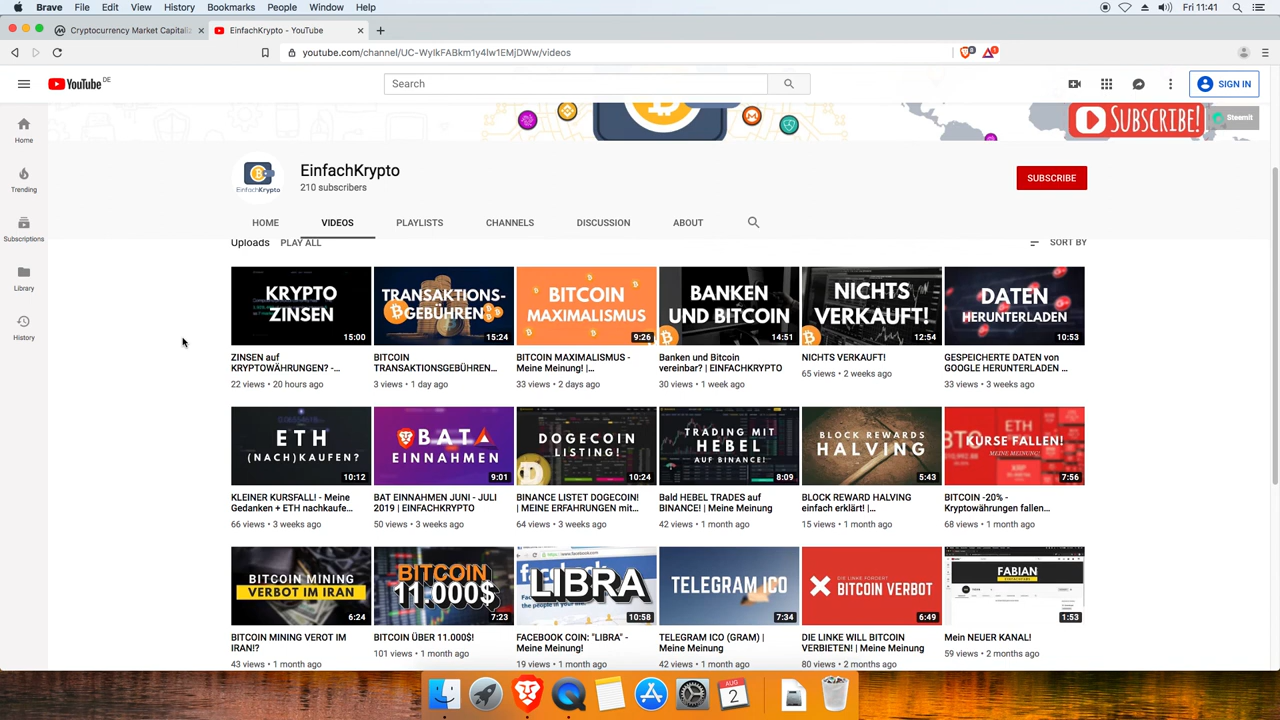 Brave File Edit View History Bookmarks People Window Help Fri 11:41
Cryptocurrency Market Capitaliz EinfachKrypto - YouTube
youtube.com/channel/UC-WylkFABkm1y4lw1EMjDWw/videos
YouTube DE Search SIGN IN
SUBSCRIBE! Steemit
EinfachKrypto
210 subscribers
EinfachKrypto
SUBSCRIBE
HOME VIDEOS PLAYLISTS CHANNELS DISCUSSION ABOUT
Home
Trending
Subscriptions
Library
History
Uploads PLAY ALL SORT BY
KRYPTO
ZINSEN
15:00
TRANSAKTIONS-
GEBÜHREN
15:24
BITCOIN
MAXIMALISMUS
9:26
BANKEN
UND BITCOIN
14:51
NICHTS
VERKAUFT!
12:54
DATEN
HERUNTERLADEN
10:53
ZINSEN auf
KRYPTOWÄHRUNGEN? -...
22 views • 20 hours ago
BITCOIN
TRANSAKTIONSGEBÜHREN...
3 views • 1 day ago
BITCOIN MAXIMALISMUS -
Meine Meinung! |...
33 views • 2 days ago
Banken und Bitcoin
vereinbar? | EINFACHKRYPTO
30 views • 1 week ago
NICHTS VERKAUFT!
65 views • 2 weeks ago
GESPEICHERTE DATEN von
GOOGLE HERUNTERLADEN ...
33 views • 3 weeks ago
ETH
(NACH)KAUFEN?
10:12
BAT
EINNAHMEN
9:01
DOGECOIN
LISTING!
10:24
TRADING MIT
HEBEL
AUF BINANCE!
8:09
BLOCK REWARDS
HALVING
5:43
KURSE FALLEN!
MEINE MEINUNG!
7:56
KLEINER KURSFALL! - Meine
Gedanken + ETH nachkaufe...
66 views • 3 weeks ago
BAT EINNAHMEN JUNI - JULI
2019 | EINFACHKRYPTO
50 views • 3 weeks ago
BINANCE LISTET DOGECOIN!
| MEINE ERFAHRUNGEN mit...
64 views • 3 weeks ago
Bald HEBEL TRADES auf
BINANCE! | Meine Meinung
42 views • 1 month ago
BLOCK REWARD HALVING
einfach erklärt! |...
15 views • 1 month ago
BITCOIN -20% -
Kryptowährungen fallen...
68 views • 1 month ago
BITCOIN MINING
VERBOT IM IRAN
6:24
BITCOIN
11.000$
7:23
LIBRA
10:58
TELEGRAM ICO
7:34
DIE LINKE FORDERT
BITCOIN VERBOT
6:49
FABIAN
1:53
BITCOIN MINING VEROT IM
IRAN!?
43 views • 1 month ago
BITCOIN ÜBER 11.000$!
101 views • 1 month ago
FACEBOOK COIN: "LIBRA" -
Meine Meinung!
19 views • 1 month ago
TELEGRAM ICO (GRAM) |
Meine Meinung
42 views • 1 month ago
DIE LINKE WILL BITCOIN
VERBIETEN! | Meine Meinung
80 views • 2 months ago
Mein NEUER KANAL!
59 views • 2 months ago
AUG
2